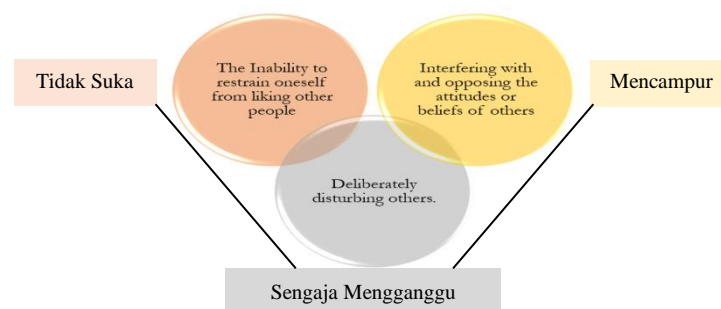 Tidak Suka
The Inability to
restrain oneself
from liking other
people
Interfering with
and opposing the
attitudes or
beliefs of others
Mencampur
Deliberately
disturbing others.
Sengaja Mengganggu